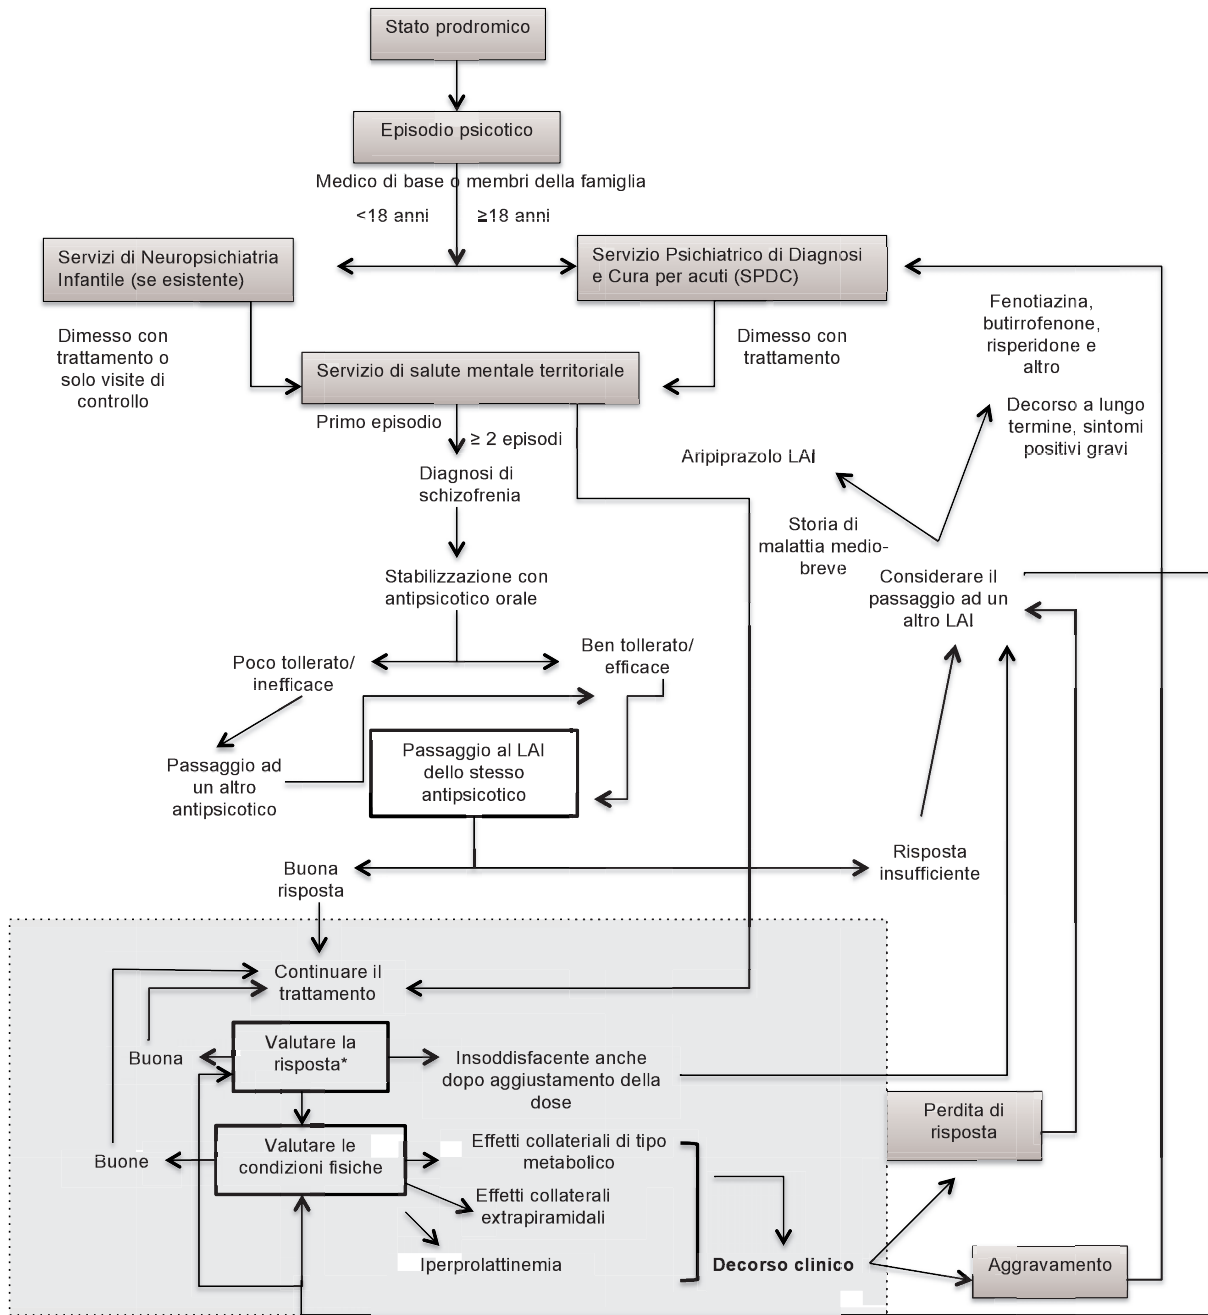 Stato prodromico
Episodio psicotico
Medico di base o membri della famiglia
<18 anni
≥18 anni
Servizi di Neuropsichiatria
Infantile (se esistente)
Servizio Psichiatrico di Diagnosi
e Cura per acuti (SPDC)
Dimesso con
trattamento o
solo visite di
controllo
Dimesso con
trattamento
Fenotiazina,
butirrofenone,
risperidone e
altro
Servizio di salute mentale territoriale
Primo episodio
≥ 2 episodi
Decorso a lungo
termine, sintomi
positivi gravi
Aripiprazolo LAI
Diagnosi di
schizofrenia
Storia di
malattia medio-
breve
Stabilizzazione con
antipsicotico orale
Considerare il
passaggio ad un
altro LAI
Poco tollerato/
inefficace
Ben tollerato/
efficace
Passaggio ad
un altro
antipsicotico
Passaggio al LAI
dello stesso
antipsicotico
Buona
risposta
Risposta
insufficiente
Continuare il
trattamento
Buona
Valutare la
risposta*
Insoddisfacente anche
dopo aggiustamento della
dose
Perdita di
risposta
Buone
Valutare le
condizioni fisiche
Effetti collateriali di tipo
metabolico
Effetti collaterali
extrapiramidali
Iperprolattinemia
Decorso clinico
Aggravamento